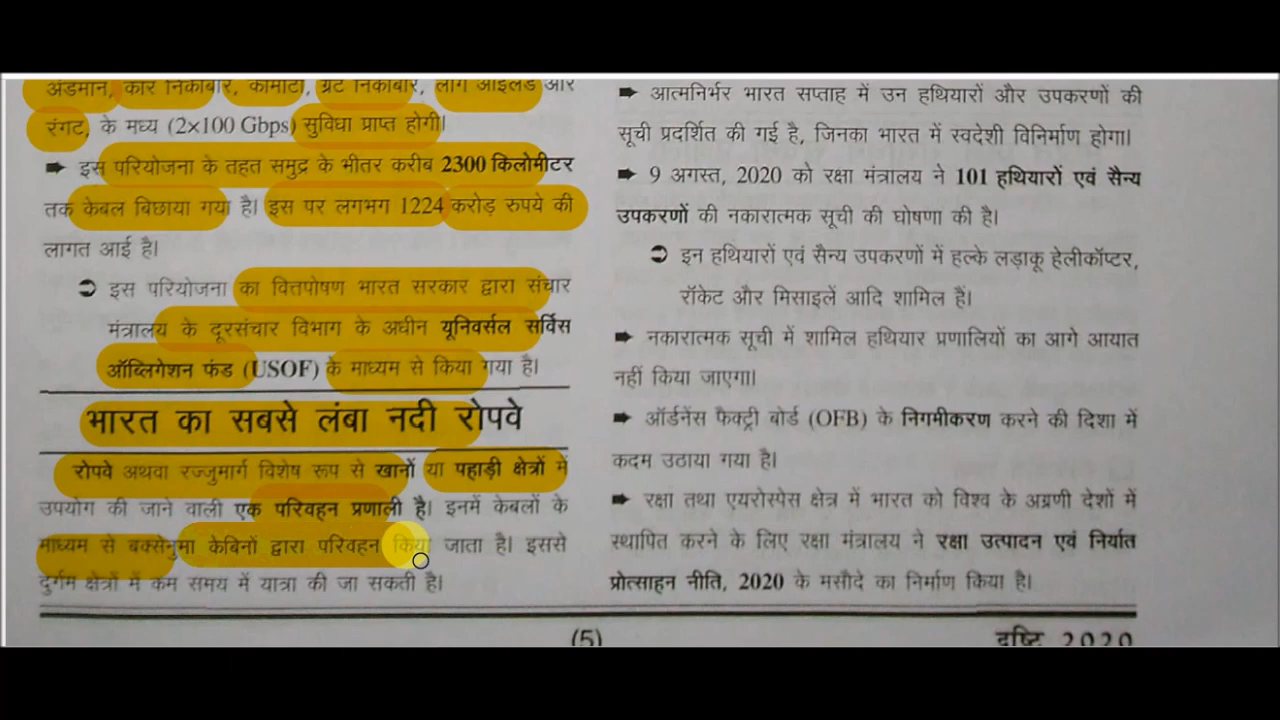 अंडमान, कार निकोबार, कामोर्टा, ग्रेट निकोबार, लॉंग आइलैंड और
रंगट, के मध्य (2×100 Gbps) सुविधा प्राप्त होगी।
➡ इस परियोजना के तहत समुद्र के भीतर करीब 2300 किलोमीटर
तक केबल बिछाया गया है। इस पर लगभग 1224 करोड़ रुपये की
लागत आई है।
➲ इस परियोजना का वित्तपोषण भारत सरकार द्वारा संचार
मंत्रालय के दूरसंचार विभाग के अधीन यूनिवर्सल सर्विस
ऑब्लिगेशन फंड (USOF) के माध्यम से किया गया है।
भारत का सबसे लंबा नदी रोपवे
रोपवे अथवा रज्जुमार्ग विशेष रूप से खानों या पहाड़ी क्षेत्रों में
उपयोग की जाने वाली एक परिवहन प्रणाली है। इनमें केबलों के
माध्यम से बक्सेनुमा केबिनों द्वारा परिवहन किया जाता है। इससे
दुर्गम क्षेत्रों में कम समय में यात्रा की जा सकती है।
➡ आत्मनिर्भर भारत सप्ताह में उन हथियारों और उपकरणों की
सूची प्रदर्शित की गई है, जिनका भारत में स्वदेशी विनिर्माण होगा।
➡ 9 अगस्त, 2020 को रक्षा मंत्रालय ने 101 हथियारों एवं सैन्य
उपकरणों की नकारात्मक सूची की घोषणा की है।
➲ इन हथियारों एवं सैन्य उपकरणों में हल्के लड़ाकू हेलीकॉप्टर,
रॉकेट और मिसाइलें आदि शामिल हैं।
➡ नकारात्मक सूची में शामिल हथियार प्रणालियों का आगे आयात
नहीं किया जाएगा।
➡ ऑर्डनेंस फैक्ट्री बोर्ड (OFB) के निगमीकरण करने की दिशा में
कदम उठाया गया है।
➡ रक्षा तथा एयरोस्पेस क्षेत्र में भारत को विश्व के अग्रणी देशों में
स्थापित करने के लिए रक्षा मंत्रालय ने रक्षा उत्पादन एवं निर्यात
प्रोत्साहन नीति, 2020 के मसौदे का निर्माण किया है।
(5)
दृष्टि 2020